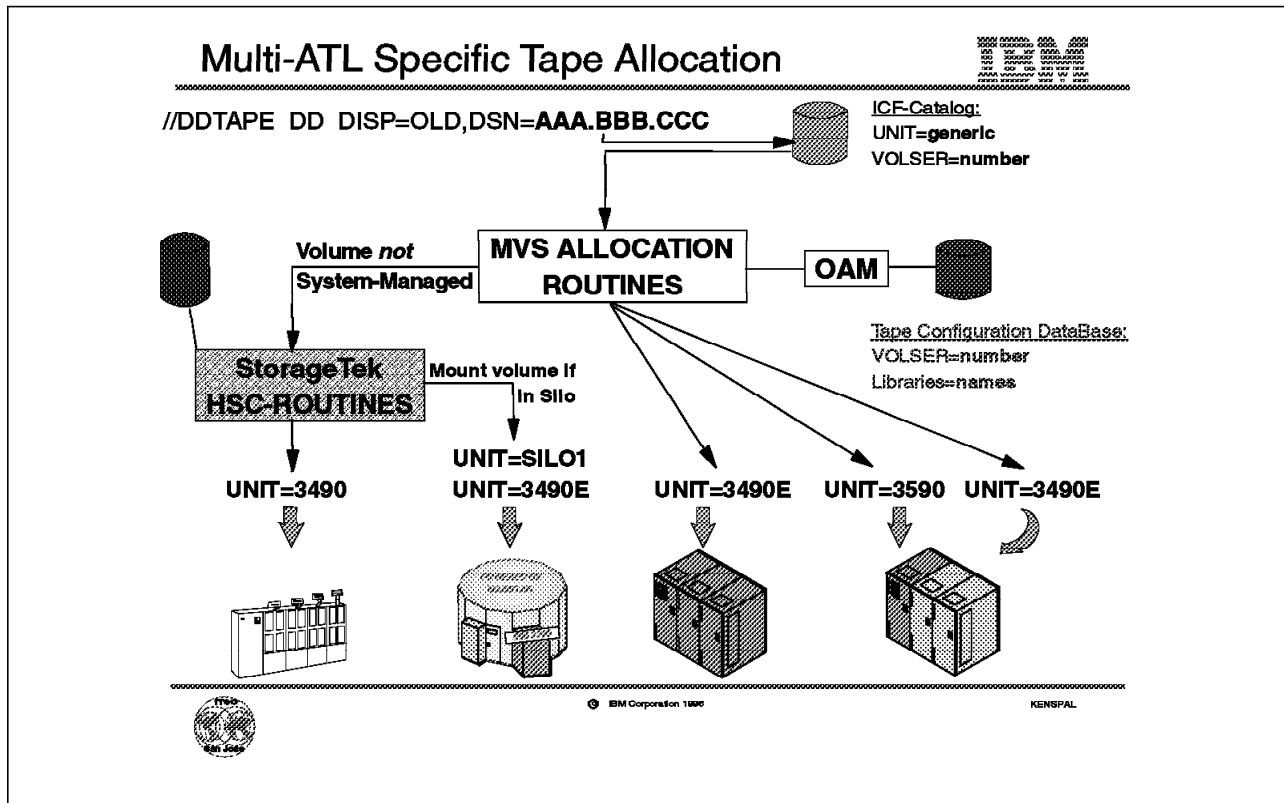 Multi-ATL Specific Tape Allocation
IBM
//DDTAPE DD DISP=OLD,DSN=AAA.BBB.CCC
ICF-Catalog:
UNIT=generic
VOLSER=number
Volume not
System-Managed
MVS ALLOCATION
ROUTINES
OAM
Tape Configuration DataBase:
VOLSER=number
Libraries=names
StorageTek
HSC-ROUTINES
Mount volume if
in Silo
UNIT=SILO1
UNIT=3490
UNIT=3490E
UNIT=3490E
UNIT=3590
UNIT=3490E
ITSO
San Jose
© IBM Corporation 1996
KENSPAL